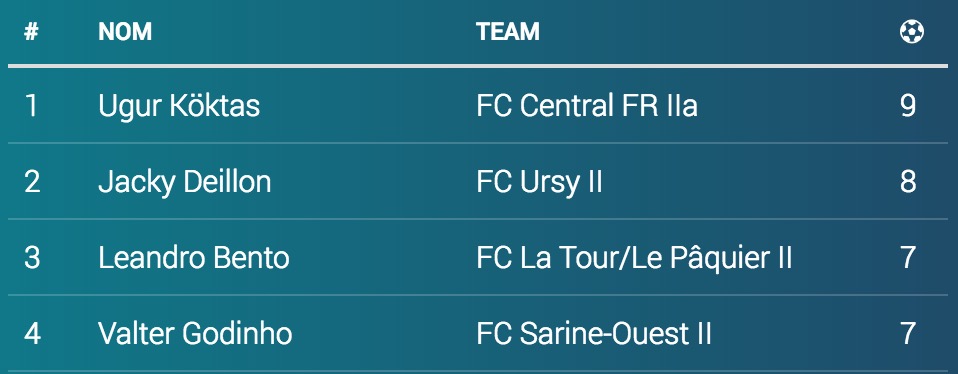 # NOM TEAM
1 Ugur Köktas FC Central FR IIa 9
2 Jacky Deillon FC Ursy II 8
3 Leandro Bento FC La Tour/Le Pâquier II 7
4 Valter Godinho FC Sarine-Ouest II 7